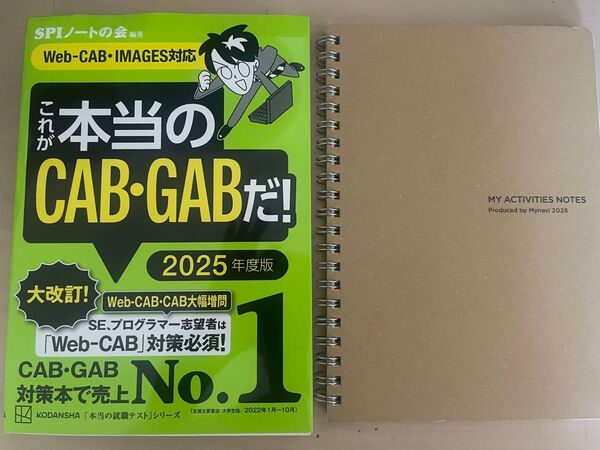 SPIノートの会 編著
Web-CAB・IMAGES対応
これが
本当の
CAB・GABだ!
2025年度版
大改訂!
Web-CAB・CAB大幅増問
SE、プログラマー志望者は
「Web-CAB」対策必須!
CAB・GAB
対策本で売上
No.1
KODANSHA 「本当の就職テスト」シリーズ
(全国主要書店・大学生協/2022年1月〜10月)
MY ACTIVITIES NOTES
Produced by Mynavi 2026